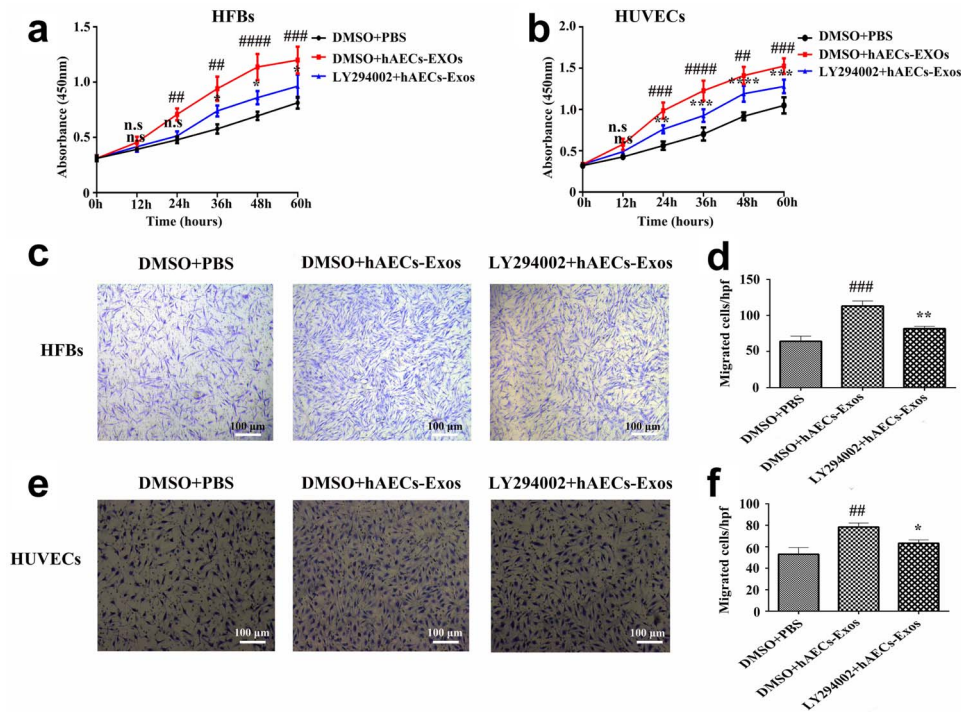 a
HFBs
DMSO+PBS
DMSO+hAECs-EXOs
LY294002+hAECs-Exos
Absorbance (450nm)
1.5
1.0
0.5
0.0
n.s
n.s
##
n.s
##
*
####
*
###
*
0h 12h 24h 36h 48h 60h
Time (hours)
b
HUVECs
DMSO+PBS
DMSO+hAECs-Exos
LY294002+hAECs-Exos
Absorbance (450nm)
2.0
1.5
1.0
0.5
0.0
n.s
n.s
###
**
####
***
##
****
###
***
0h 12h 24h 36h 48h 60h
Time (hours)
c
DMSO+PBS
DMSO+hAECs-Exos
LY294002+hAECs-Exos
HFBs
100 μm
100 μm
100 μm
d
Migrated cells/hpf
150
100
50
0
###
**
DMSO+PBS
DMSO+hAECs-Exos
LY294002+hAECs-Exos
e
DMSO+PBS
DMSO+hAECs-Exos
LY294002+hAECs-Exos
HUVECs
100 μm
100 μm
100 μm
f
Migrated cells/hpf
100
80
60
40
20
0
##
*
DMSO+PBS
DMSO+hAECs-Exos
LY294002+hAECs-Exos